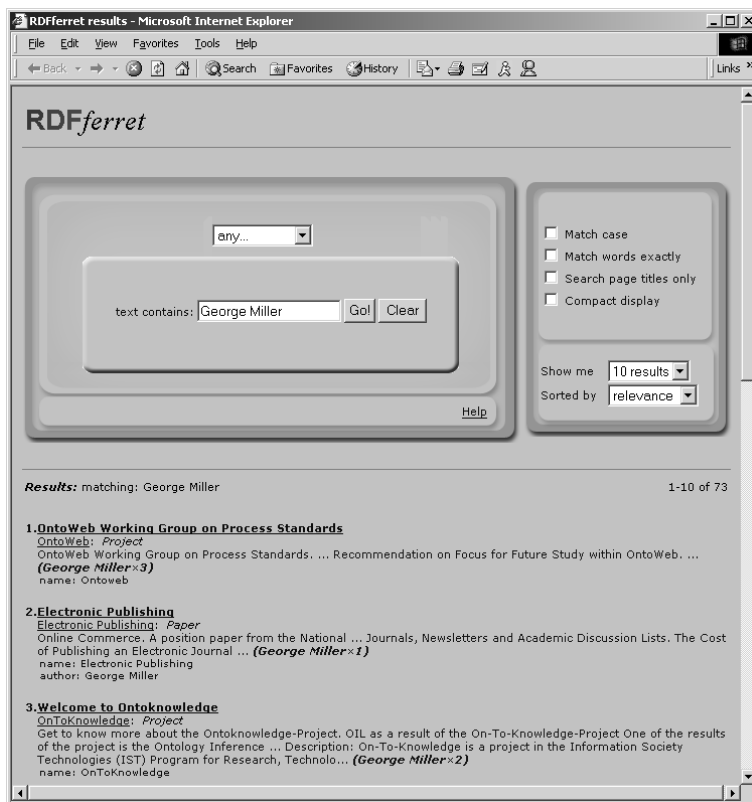 RDFferret results - Microsoft Internet Explorer
File Edit View Favorites Tools Help
Back Search Favorites History Links »
RDFferret
any...
text contains: George Miller Go! Clear
Help
Match case
Match words exactly
Search page titles only
Compact display
Show me 10 results
Sorted by relevance
Results: matching: George Miller 1-10 of 73
1.OntoWeb Working Group on Process Standards
OntoWeb: Project
OntoWeb Working Group on Process Standards. ... Recommendation on Focus for Future Study within OntoWeb. ...
(George Miller×3)
name: Ontoweb
2.Electronic Publishing
Electronic Publishing: Paper
Online Commerce. A position paper from the National ... Journals, Newsletters and Academic Discussion Lists. The Cost
of Publishing an Electronic Journal ... (George Miller×1)
name: Electronic Publishing
author: George Miller
3.Welcome to Ontoknowledge
OnToKnowledge: Project
Get to know more about the Ontoknowledge-Project. OIL as a result of the On-To-Knowledge-Project One of the results
of the project is the Ontology Inference ... Description: On-To-Knowledge is a project in the Information Society
Technologies (IST) Program for Research, Technolo... (George Miller×2)
name: OnToKnowledge